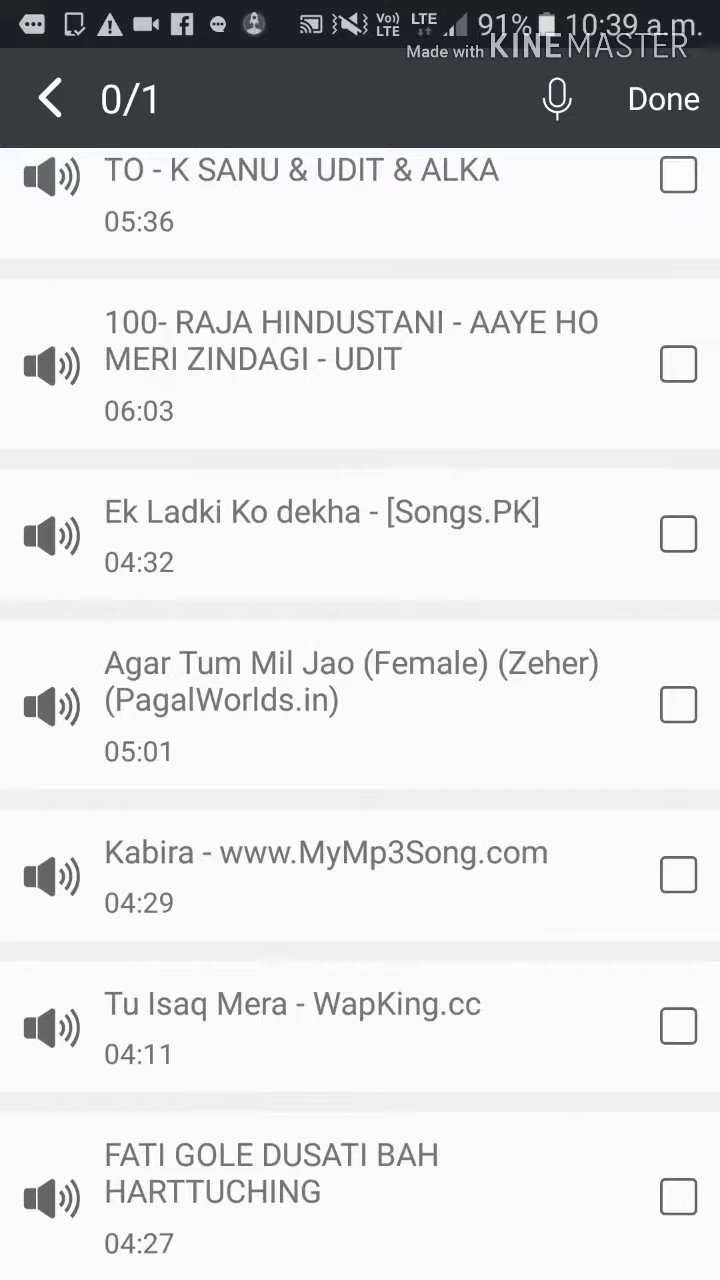 91% 10:39 a.m.
Vo) LTE
LTE
Made with KINEMASTER
0/1 Done
TO - K SANU & UDIT & ALKA
05:36
100- RAJA HINDUSTANI - AAYE HO
MERI ZINDAGI - UDIT
06:03
Ek Ladki Ko dekha - [Songs.PK]
04:32
Agar Tum Mil Jao (Female) (Zeher)
(PagalWorlds.in)
05:01
Kabira - www.MyMp3Song.com
04:29
Tu Isaq Mera - WapKing.cc
04:11
FATI GOLE DUSATI BAH
HARTTUCHING
04:27